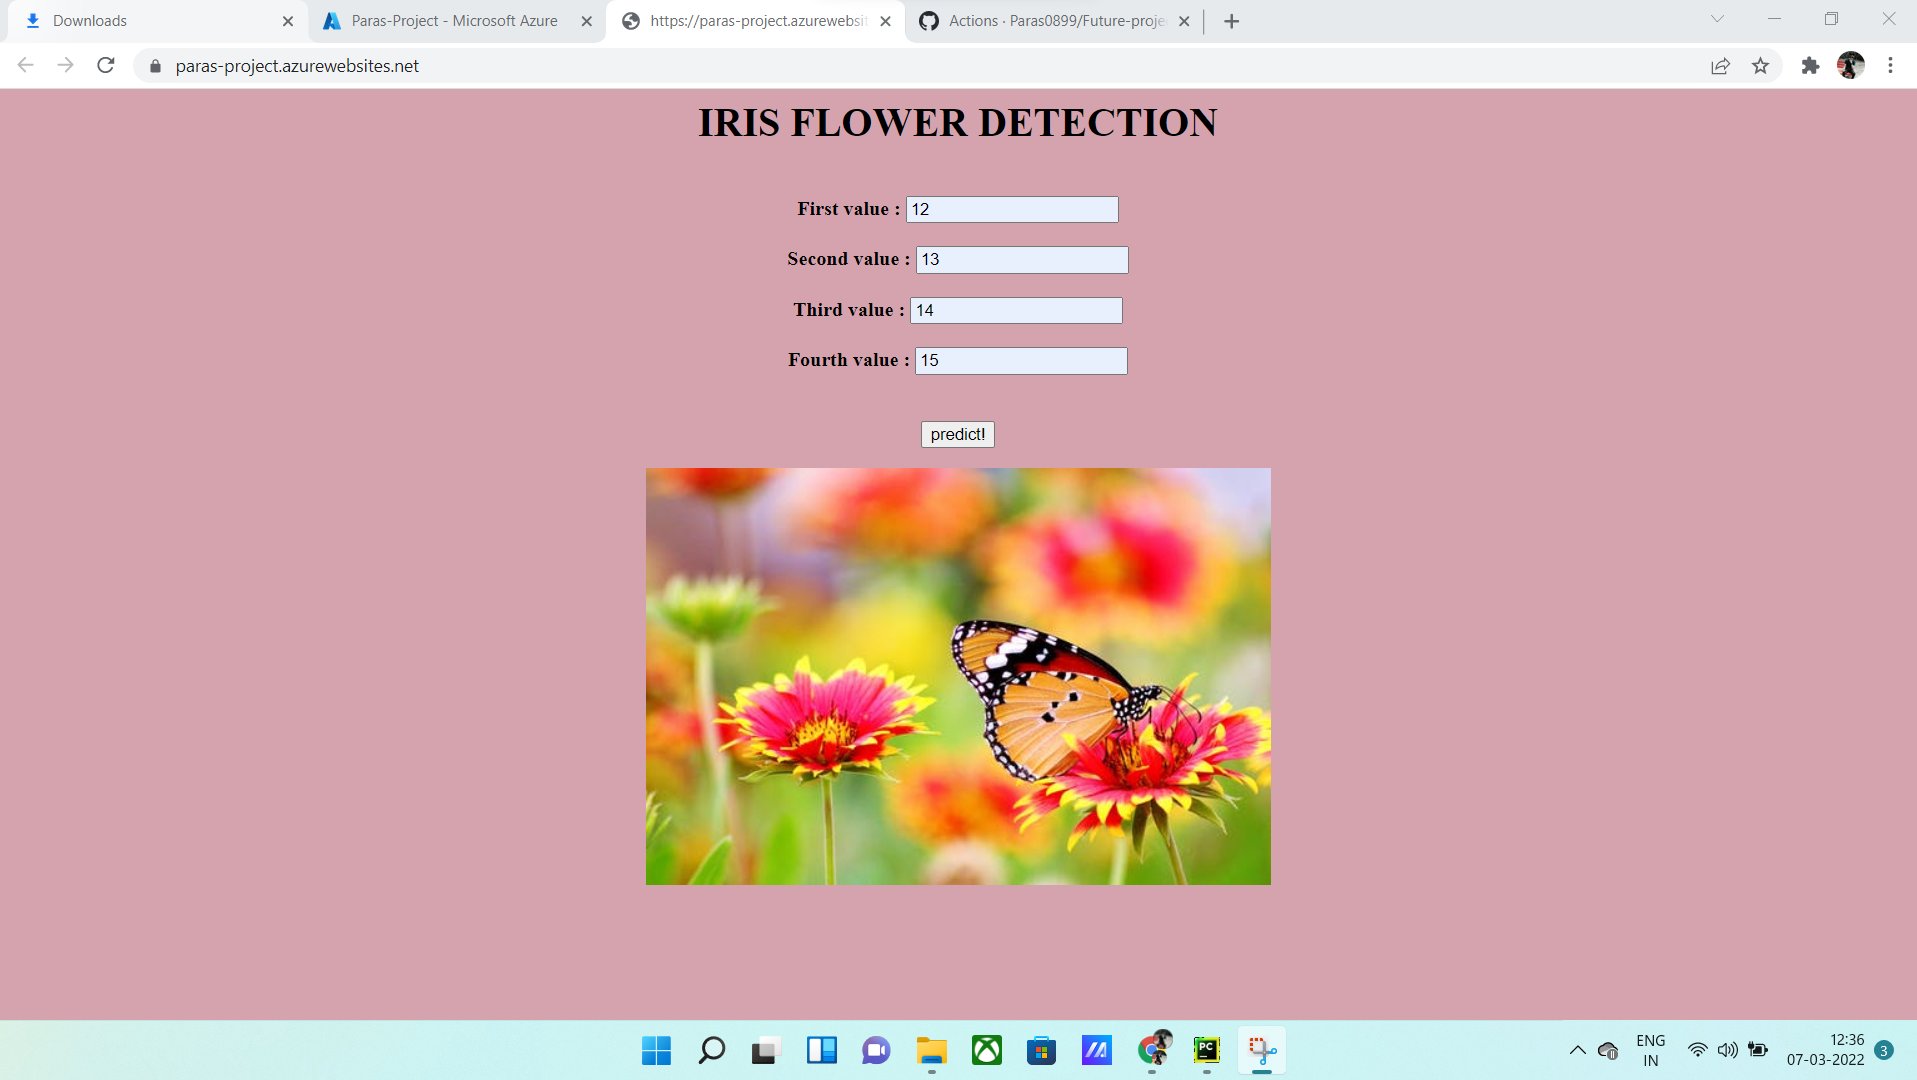 Downloads
Paras-Project - Microsoft Azure
https://paras-project.azurewebsit
Actions · Paras0899/Future-proje
paras-project.azurewebsites.net
IRIS FLOWER DETECTION
First value : 12
Second value : 13
Third value : 14
Fourth value : 15
predict!
PC
ENG
IN
12:36
07-03-2022
3